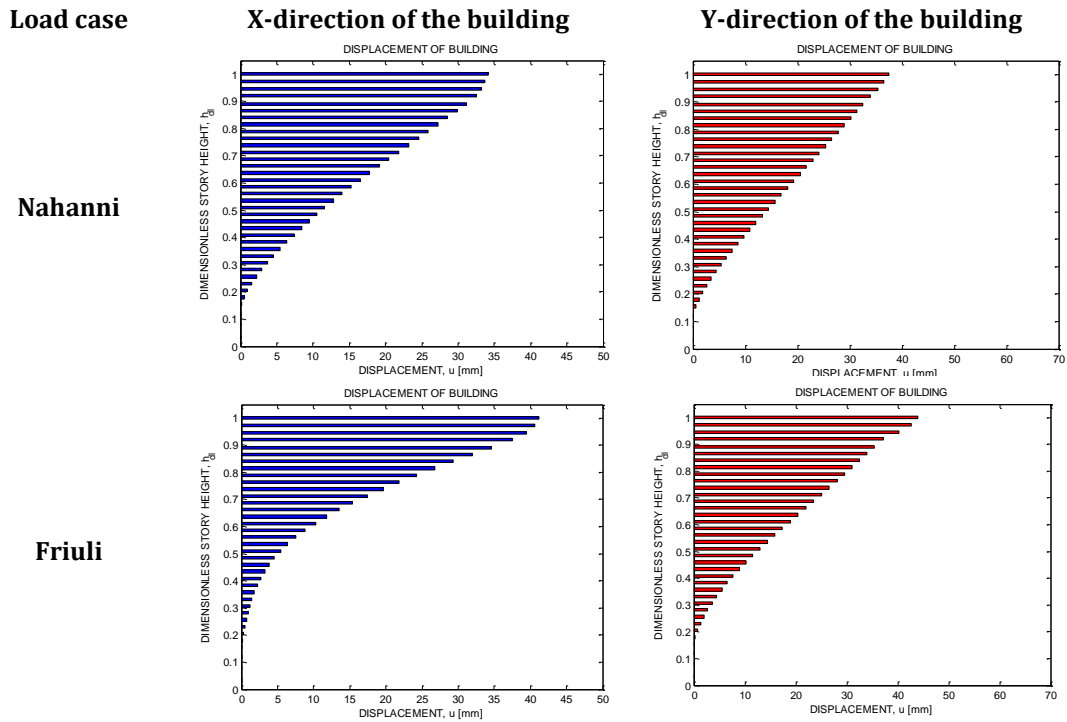 Load case X-direction of the building Y-direction of the building
DISPLACEMENT OF BUILDING
DIMENSIONLESS STORY HEIGHT, h_dl
1
0.9
0.8
0.7
0.6
0.5
0.4
0.3
0.2
0.1
0
0 5 10 15 20 25 30 35 40 45 50
DISPLACEMENT, u [mm]
DISPLACEMENT OF BUILDING
DIMENSIONLESS STORY HEIGHT, h_dl
1
0.9
0.8
0.7
0.6
0.5
0.4
0.3
0.2
0.1
0
0 10 20 30 40 50 60 70
DISPLACEMENT, u [mm]
Nahanni
DISPLACEMENT OF BUILDING
DIMENSIONLESS STORY HEIGHT, h_dl
1
0.9
0.8
0.7
0.6
0.5
0.4
0.3
0.2
0.1
0
0 5 10 15 20 25 30 35 40 45 50
DISPLACEMENT, u [mm]
DISPLACEMENT OF BUILDING
DIMENSIONLESS STORY HEIGHT, h_dl
1
0.9
0.8
0.7
0.6
0.5
0.4
0.3
0.2
0.1
0
0 10 20 30 40 50 60 70
DISPLACEMENT, u [mm]
Friuli